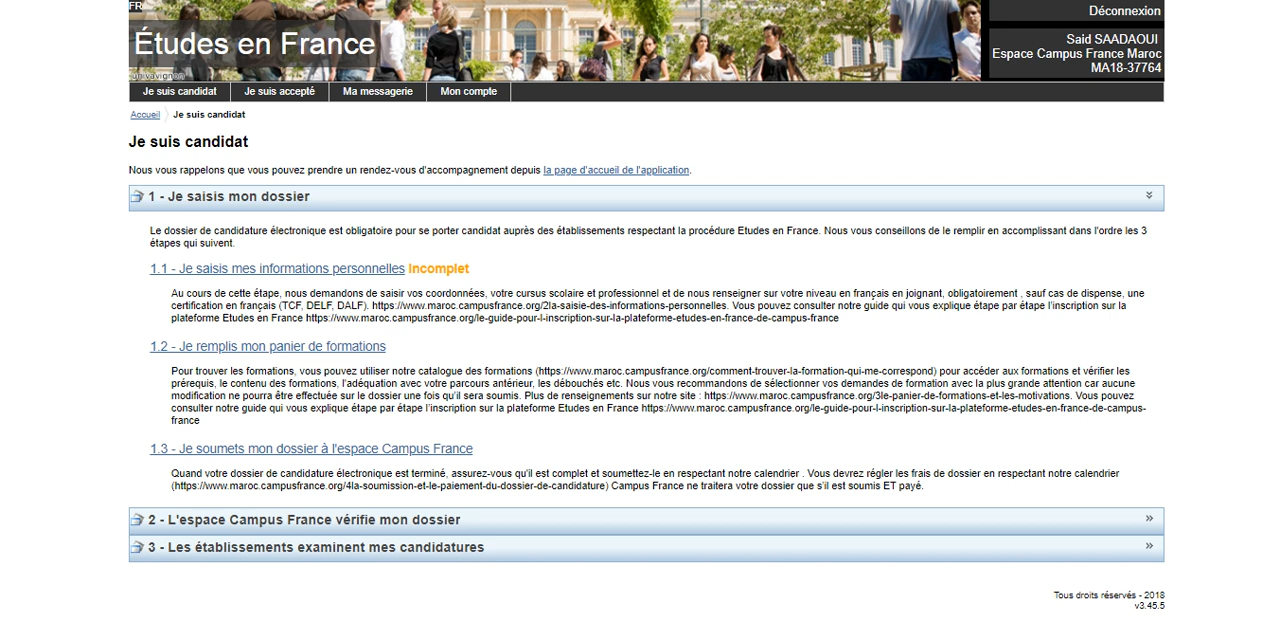 FR
Déconnexion
Études en France
Said SAADAOUI
Espace Campus France Maroc
MA18-37764
univavignon
Je suis candidat
Je suis accepté
Ma messagerie
Mon compte
Accueil
Je suis candidat
Je suis candidat
Nous vous rappelons que vous pouvez prendre un rendez-vous d'accompagnement depuis la page d'accueil de l'application.
1 - Je saisis mon dossier
Le dossier de candidature électronique est obligatoire pour se porter candidat auprès des établissements respectant la procédure Etudes en France. Nous vous conseillons de le remplir en accomplissant dans l'ordre les 3
étapes qui suivent.
1.1 - Je saisis mes informations personnelles Incomplet
Au cours de cette étape, nous demandons de saisir vos coordonnées, votre cursus scolaire et professionnel et de nous renseigner sur votre niveau en français en joignant, obligatoirement , sauf cas de dispense, une
certification en français (TCF, DELF, DALF). https://www.maroc.campusfrance.org/2la-saisie-des-informations-personnelles. Vous pouvez consulter notre guide qui vous explique étape par étape l'inscription sur la
plateforme Etudes en France https://www.maroc.campusfrance.org/le-guide-pour-l-inscription-sur-la-plateforme-etudes-en-france-de-campus-france
1.2 - Je remplis mon panier de formations
Pour trouver les formations, vous pouvez utiliser notre catalogue des formations (https://www.maroc.campusfrance.org/comment-trouver-la-formation-qui-me-correspond) pour accéder aux formations et vérifier les
prérequis, le contenu des formations, l'adéquation avec votre parcours antérieur, les débouchés etc. Nous vous recommandons de sélectionner vos demandes de formation avec la plus grande attention car aucune
modification ne pourra être effectuée sur le dossier une fois qu'il sera soumis. Plus de renseignements sur notre site : https://www.maroc.campusfrance.org/3le-panier-de-formations-et-les-motivations. Vous pouvez
consulter notre guide qui vous explique étape par étape l'inscription sur la plateforme Etudes en France https://www.maroc.campusfrance.org/le-guide-pour-l-inscription-sur-la-plateforme-etudes-en-france-de-campus-
france
1.3 - Je soumets mon dossier à l'espace Campus France
Quand votre dossier de candidature électronique est terminé, assurez-vous qu'il est complet et soumettez-le en respectant notre calendrier . Vous devrez régler les frais de dossier en respectant notre calendrier
(https://www.maroc.campusfrance.org/4la-soumission-et-le-paiement-du-dossier-de-candidature) Campus France ne traitera votre dossier que s'il est soumis ET payé.
2 - L'espace Campus France vérifie mon dossier
3 - Les établissements examinent mes candidatures
Tous droits réservés - 2018
v3.45.5